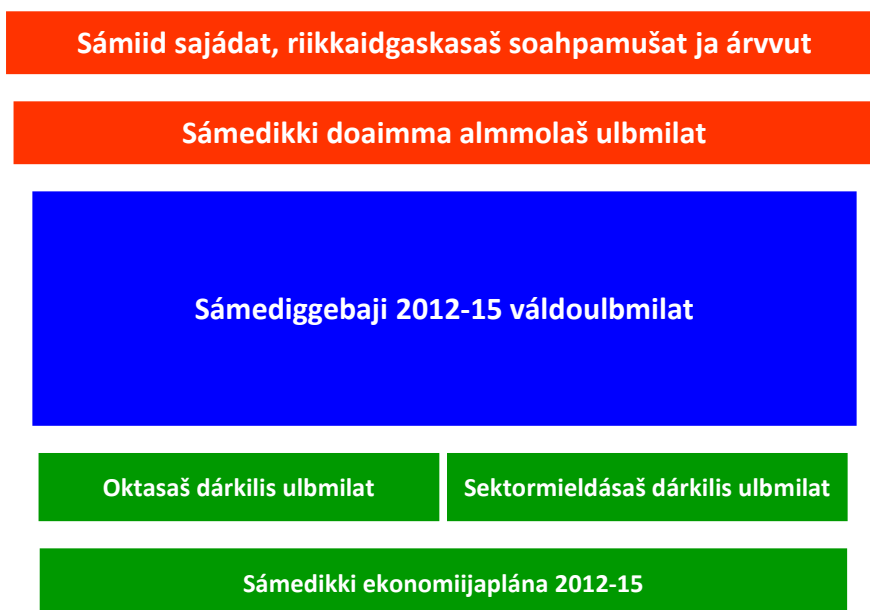 Sámiid sajádat, riikkaidgaskasaš soahpamušat ja árvvut
Sámedikki doaimma almmolaš ulbmilat
Sámediggebaji 2012-15 váldoulbmilat
Oktasaš dárkilis ulbmilat
Sektormieldásaš dárkilis ulbmilat
Sámedikki ekonomiijaplána 2012-15